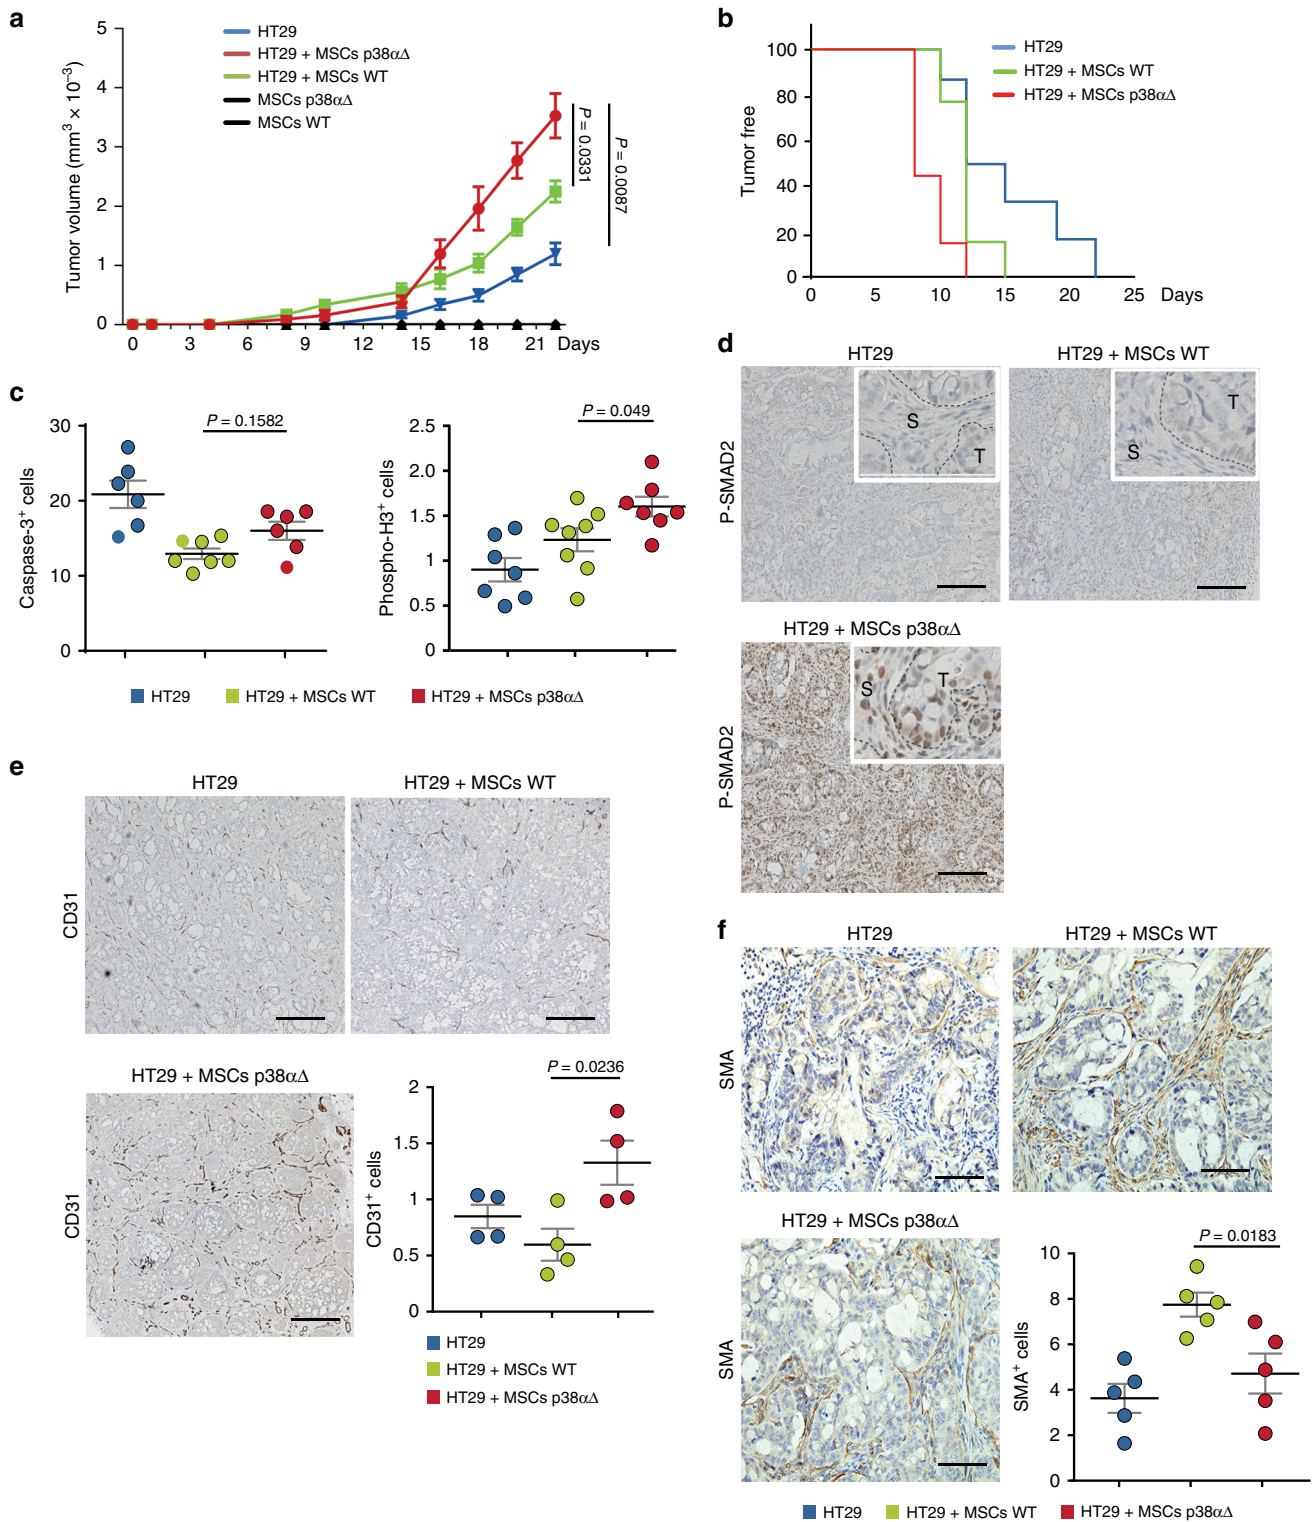 a
5
4
3
2
1
0
Tumor volume (mm³ × 10⁻³)
HT29
HT29 + MSCs p38αΔ
HT29 + MSCs WT
MSCs p38αΔ
MSCs WT
P = 0.0331
P = 0.0087
0 3 6 9 12 15 18 21 Days
b
100
80
60
40
20
0
Tumor free
HT29
HT29 + MSCs WT
HT29 + MSCs p38αΔ
0 5 10 15 20 25 Days
c
30
20
10
0
Caspase-3⁺ cells
P = 0.1582
2.5
2.0
1.5
1
0.5
0
Phospho-H3⁺ cells
P = 0.049
HT29 HT29 + MSCs WT HT29 + MSCs p38αΔ
d
HT29 HT29 + MSCs WT
P-SMAD2
S T
S T
HT29 + MSCs p38αΔ
P-SMAD2
S T
e
HT29 HT29 + MSCs WT
CD31
HT29 + MSCs p38αΔ
CD31
2
1.5
1
0.5
0
CD31⁺ cells
P = 0.0236
HT29
HT29 + MSCs WT
HT29 + MSCs p38αΔ
f
HT29 HT29 + MSCs WT
SMA
HT29 + MSCs p38αΔ
SMA
10
8
6
4
2
0
SMA⁺ cells
P = 0.0183
HT29 HT29 + MSCs WT HT29 + MSCs p38αΔ